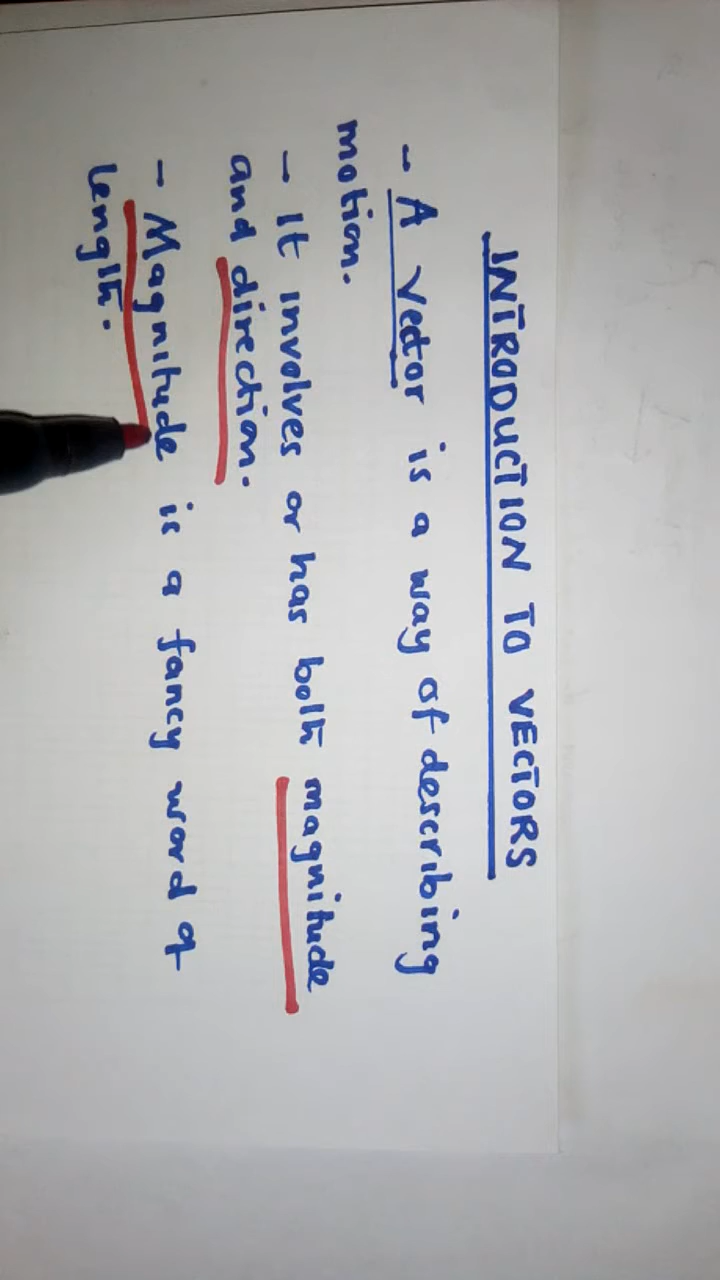 INTRODUCTION TO VECTORS
- A vector is a way of describing
motion.
- It involves or has both magnitude
and direction.
- Magnitude is a fancy word of
length.